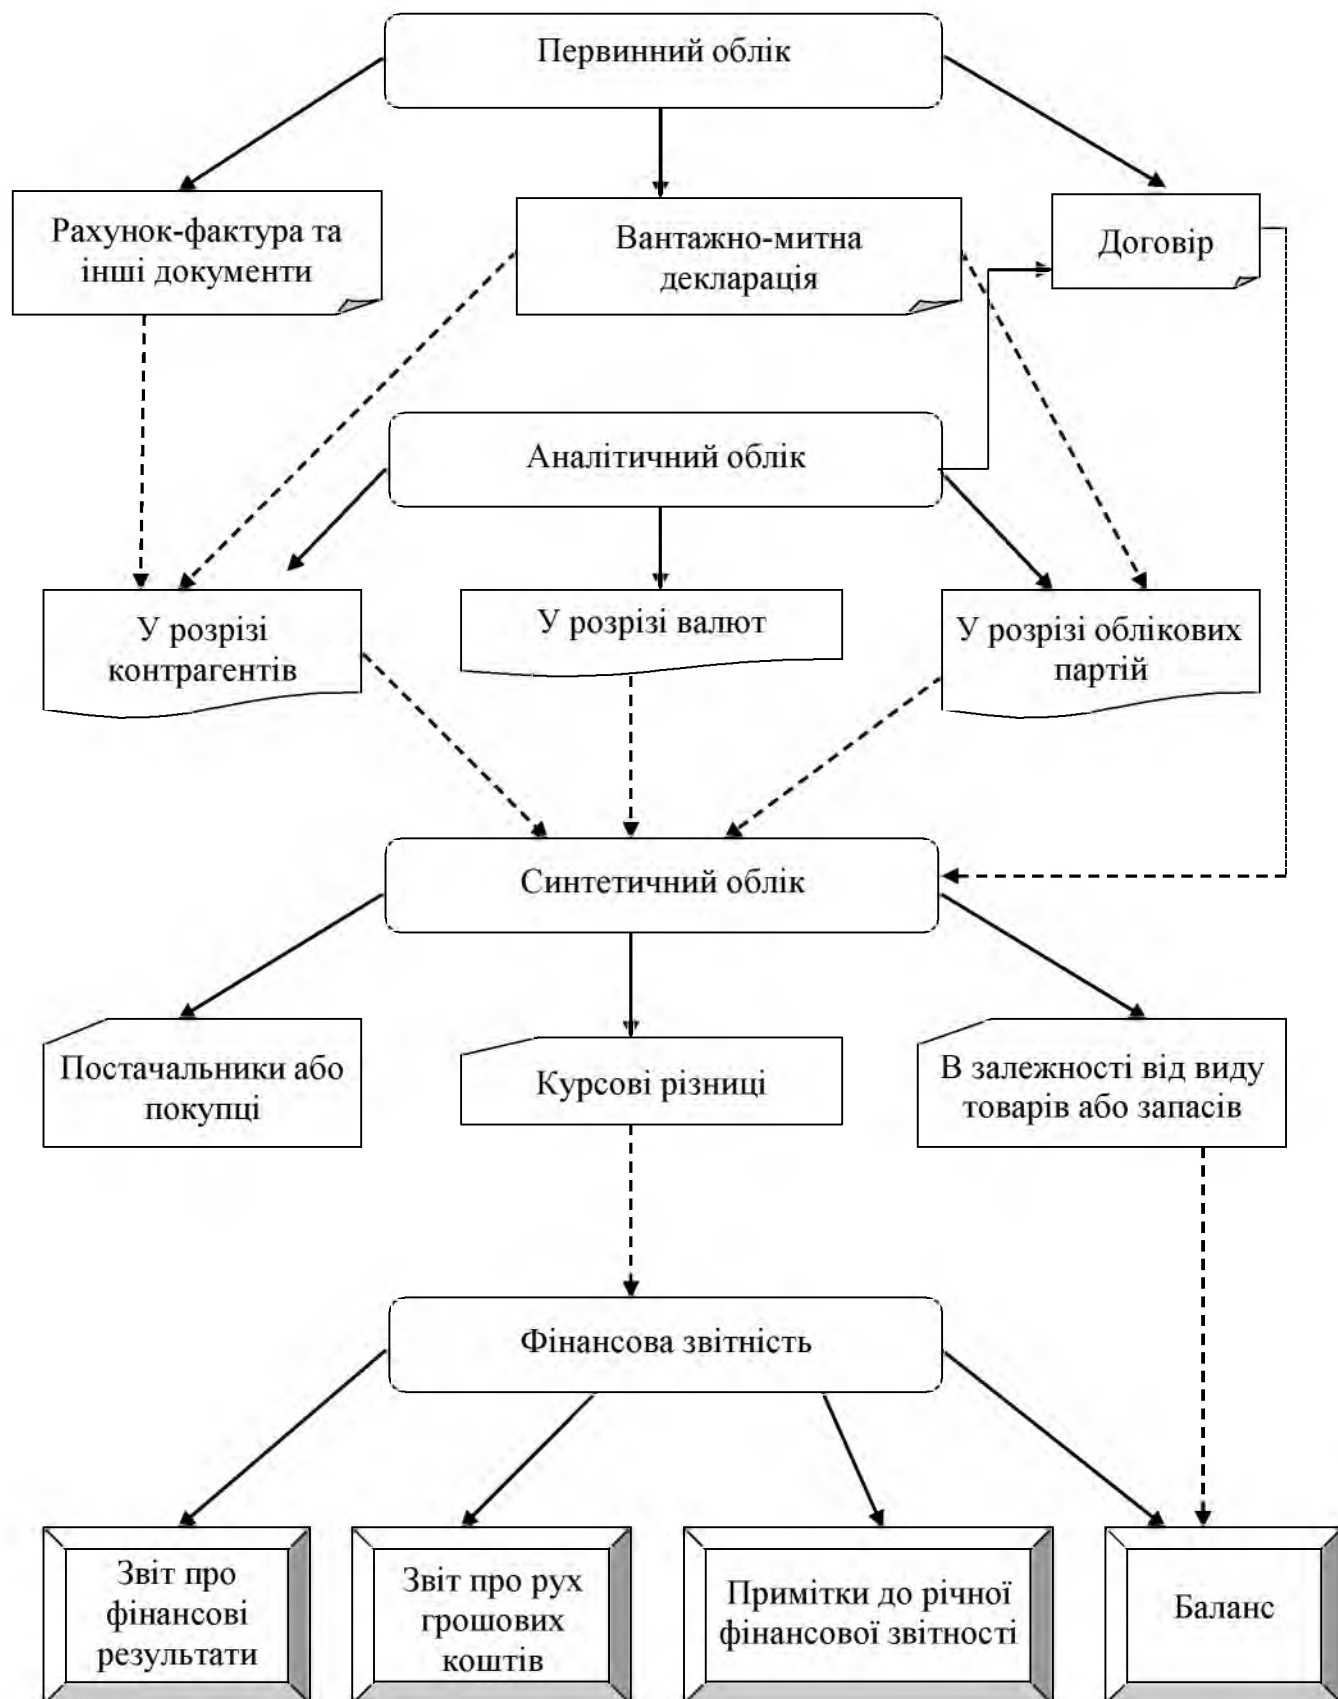 Первинний облік
Рахунок-фактура та
інші документи
Вантажно-митна
декларація
Договір
Аналітичний облік
У розрізі
контрагентів
У розрізі валют
У розрізі облікових
партій
Синтетичний облік
Постачальники або
покупці
Курсові різниці
В залежності від виду
товарів або запасів
Фінансова звітність
Звіт про
фінансові
результати
Звіт про рух
грошових
коштів
Примітки до річної
фінансової звітності
Баланс